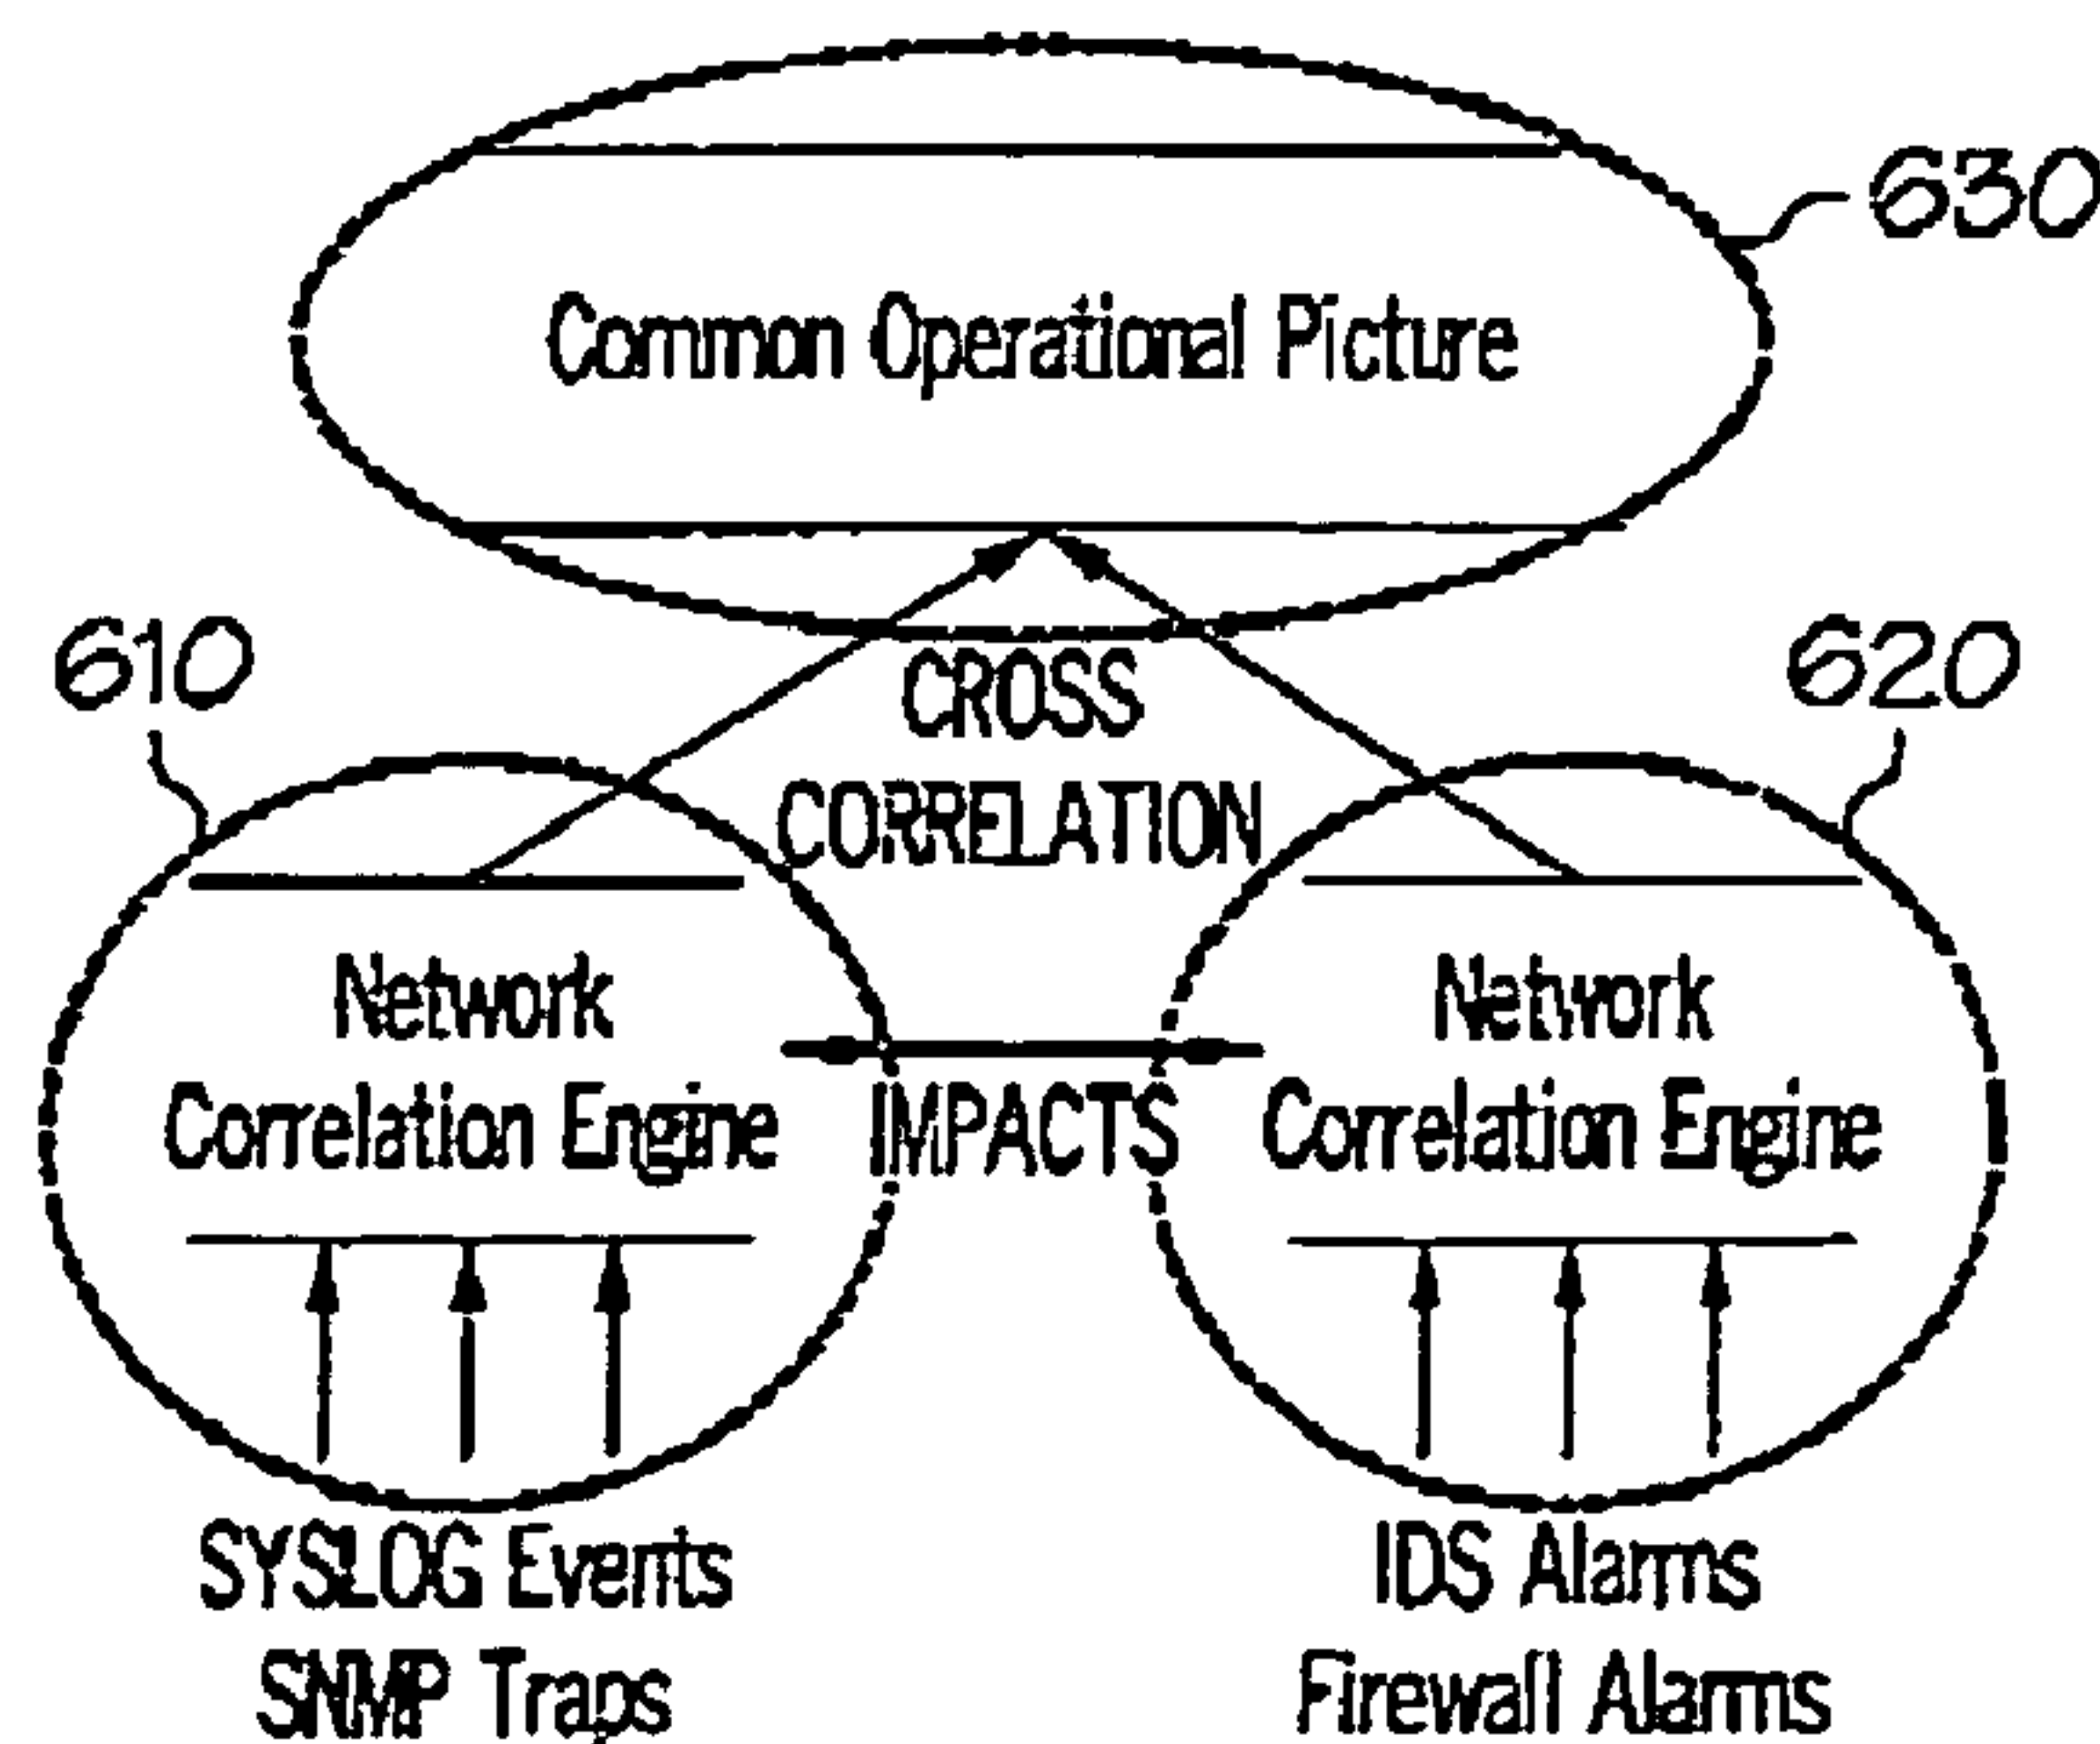 630
Common Operational Picture
610
620
CROSS
CORRELATION
Network
Correlation Engine
IMPACTS
Network
Correlation Engine
SYSLOG Events
SNMP Traps
IDS Alarms
Firewall Alarms